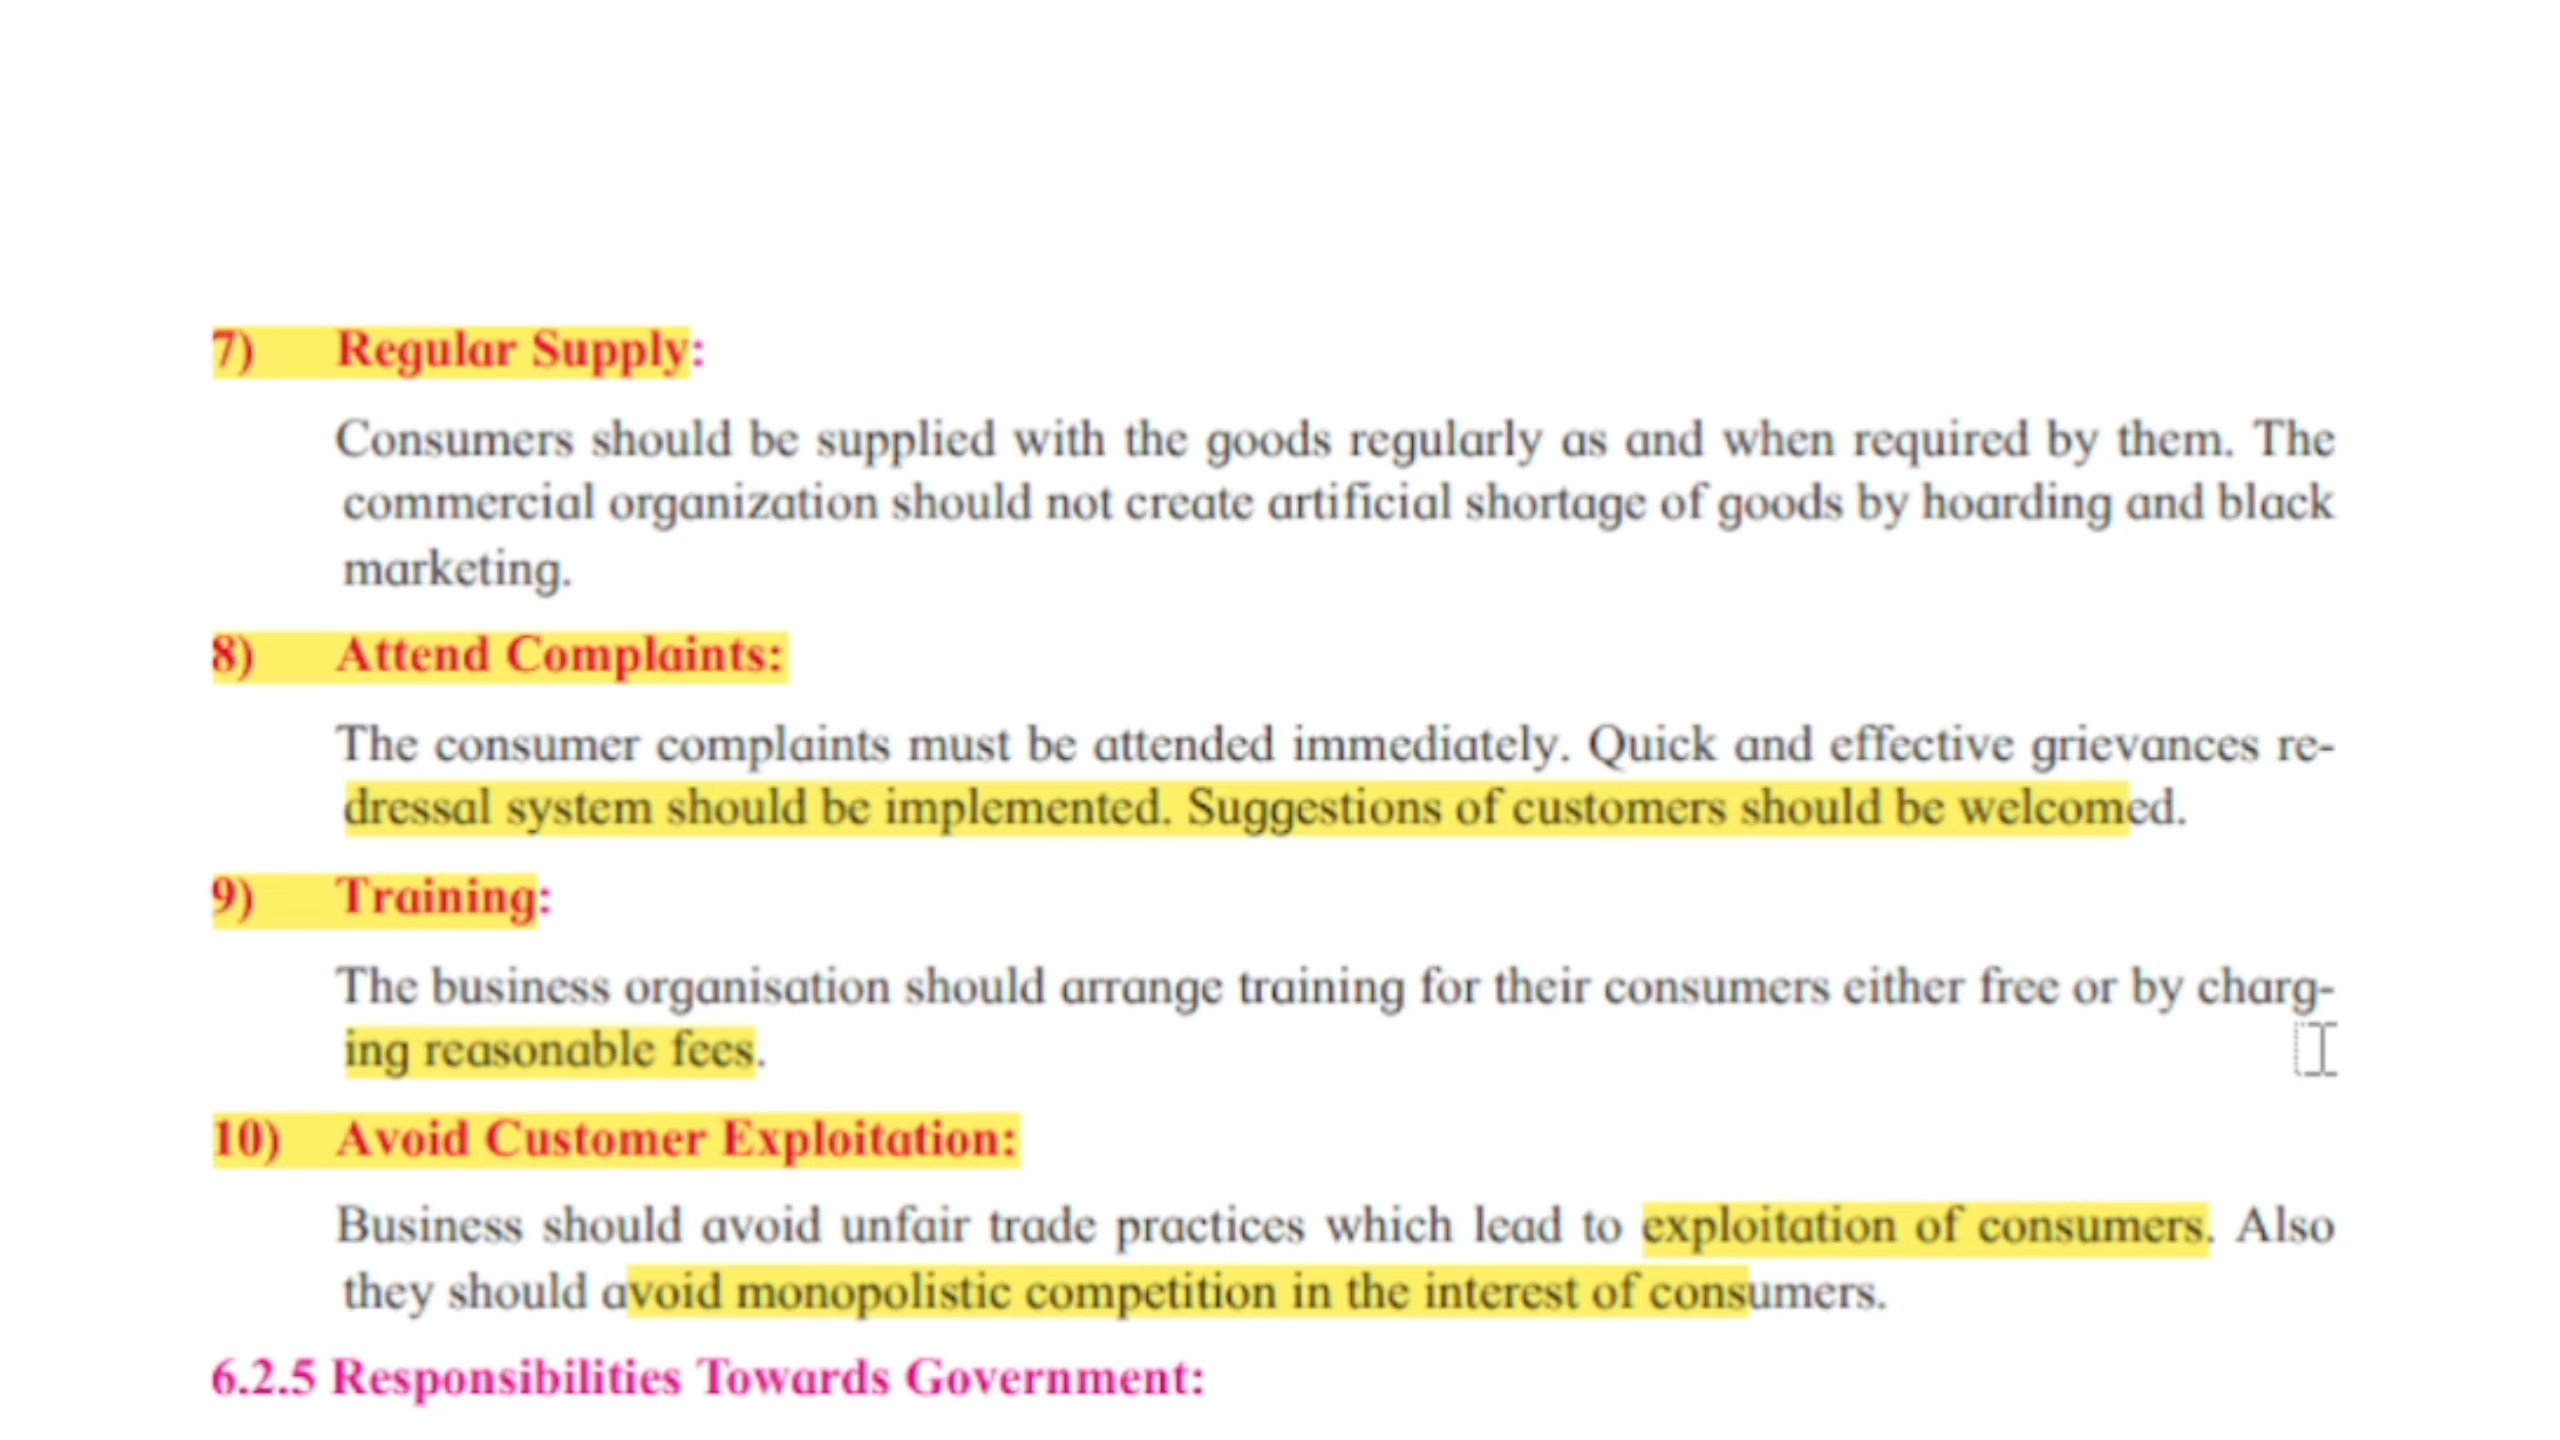 7) Regular Supply:
Consumers should be supplied with the goods regularly as and when required by them. The
commercial organization should not create artificial shortage of goods by hoarding and black
marketing.
8) Attend Complaints:
The consumer complaints must be attended immediately. Quick and effective grievances re-
dressal system should be implemented. Suggestions of customers should be welcomed.
9) Training:
The business organisation should arrange training for their consumers either free or by charg-
ing reasonable fees.
10) Avoid Customer Exploitation:
Business should avoid unfair trade practices which lead to exploitation of consumers. Also
they should avoid monopolistic competition in the interest of consumers.
6.2.5 Responsibilities Towards Government: